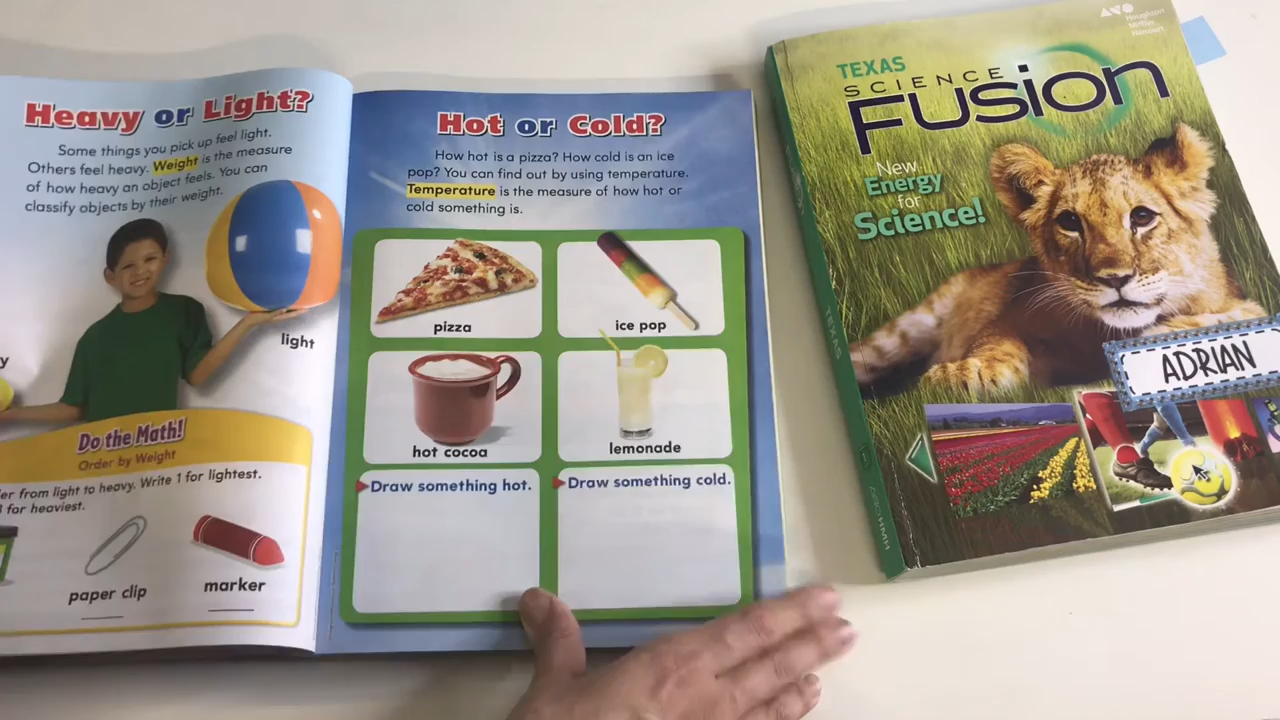 Heavy or Light?
Some things you pick up feel light.
Others feel heavy. Weight is the measure
of how heavy an object feels. You can
classify objects by their weight.
light
Do the Math!
Order by Weight
from light to heavy. Write 1 for lightest.
for heaviest.
paper clip
marker
Hot or Cold?
How hot is a pizza? How cold is an ice
pop? You can find out by using temperature.
Temperature is the measure of how hot or
cold something is.
pizza
ice pop
hot cocoa
lemonade
Draw something hot.
Draw something cold.
Houghton
Mifflin
Harcourt
TEXAS
SCIENCE
FUSION
New
Energy
for
Science!
ADRIAN
TEXAS
HMH